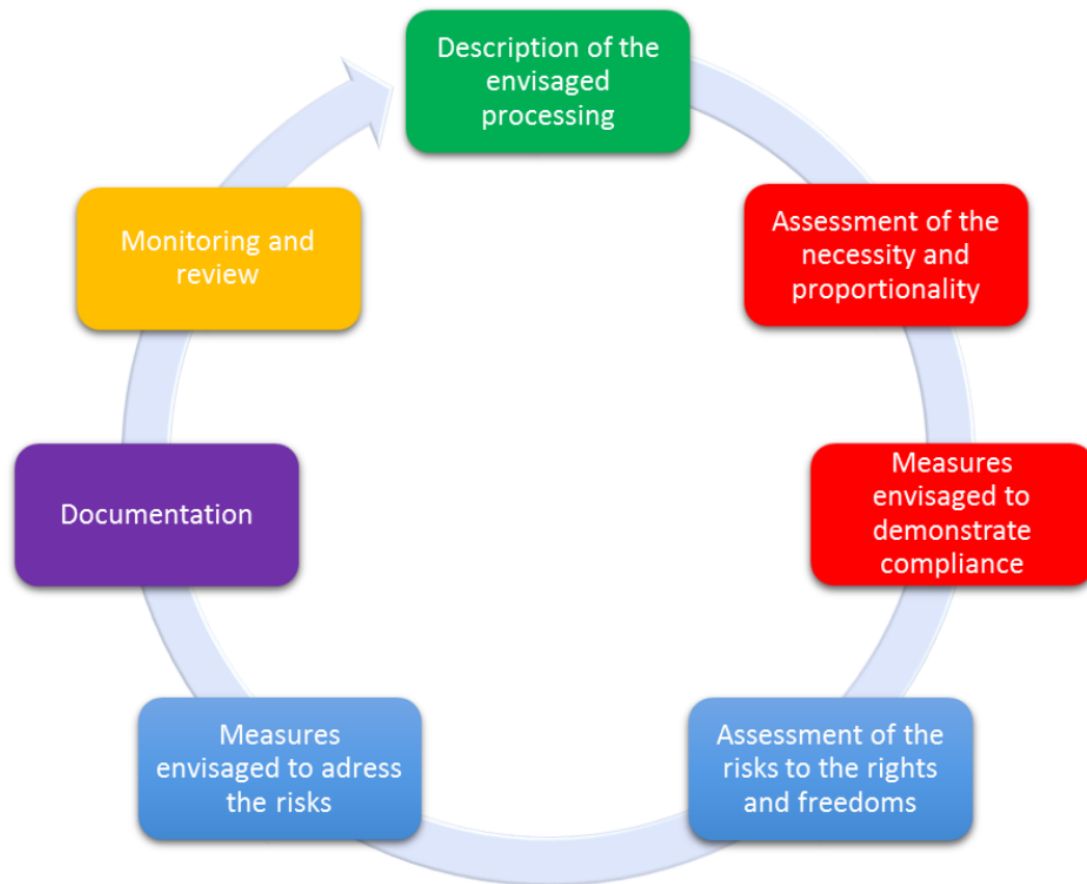 Description of the
envisaged
processing
Assessment of the
necessity and
proportionality
Measures
envisaged to
demonstrate
compliance
Assessment of the
risks to the rights
and freedoms
Measures
envisaged to adress
the risks
Documentation
Monitoring and
review